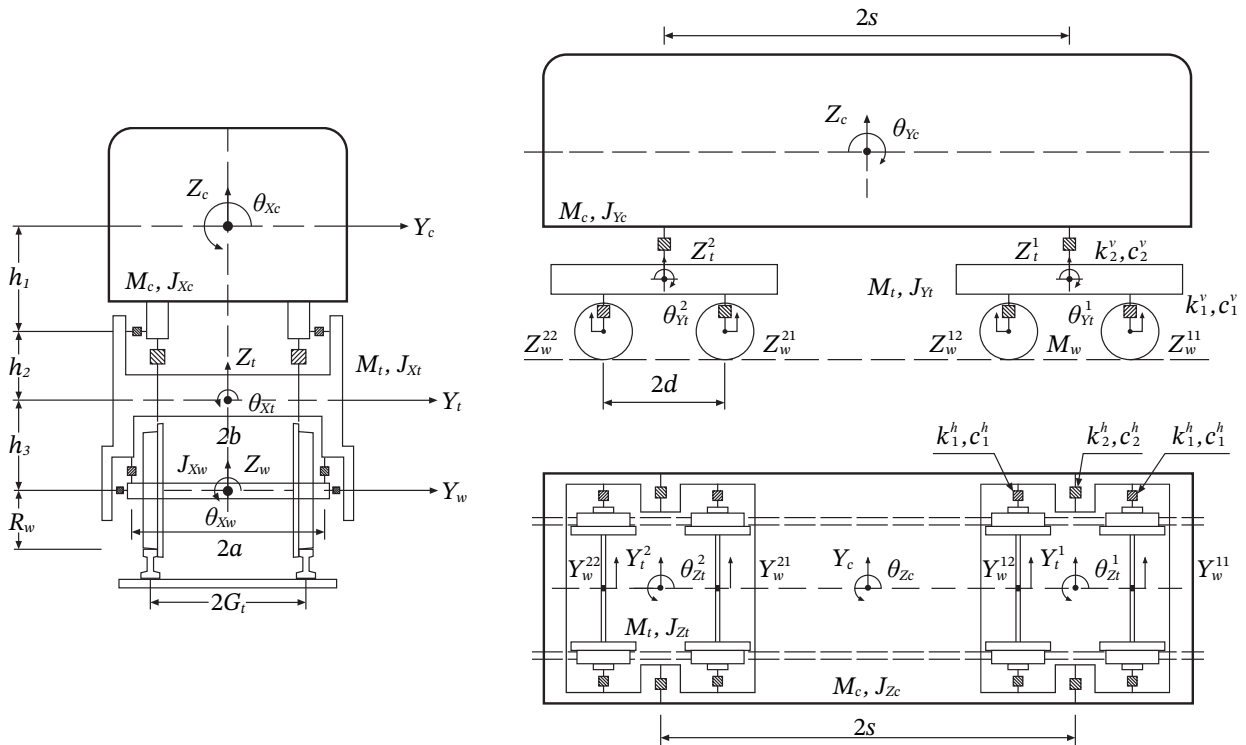 Z_c
θ_Xc
Y_c
h_1
M_c, J_Xc
h_2
Z_t
M_t, J_Xt
θ_Xt
Y_t
2b
h_3
J_Xw
Z_w
Y_w
θ_Xw
R_w
2a
2G_t
2s
Z_c
θ_Yc
M_c, J_Yc
Z_t^2
Z_t^1
k_2^v, c_2^v
M_t, J_Yt
θ_Yt^2
θ_Yt^1
k_1^v, c_1^v
Z_w^22
Z_w^21
Z_w^12
M_w
Z_w^11
2d
k_1^h, c_1^h
k_2^h, c_2^h
k_1^h, c_1^h
Y_w^22
Y_t^2
θ_Zt^2
Y_w^21
Y_c
θ_Zc
Y_w^12
Y_t^1
θ_Zt^1
Y_w^11
M_t, J_Zt
M_c, J_Zc
2s